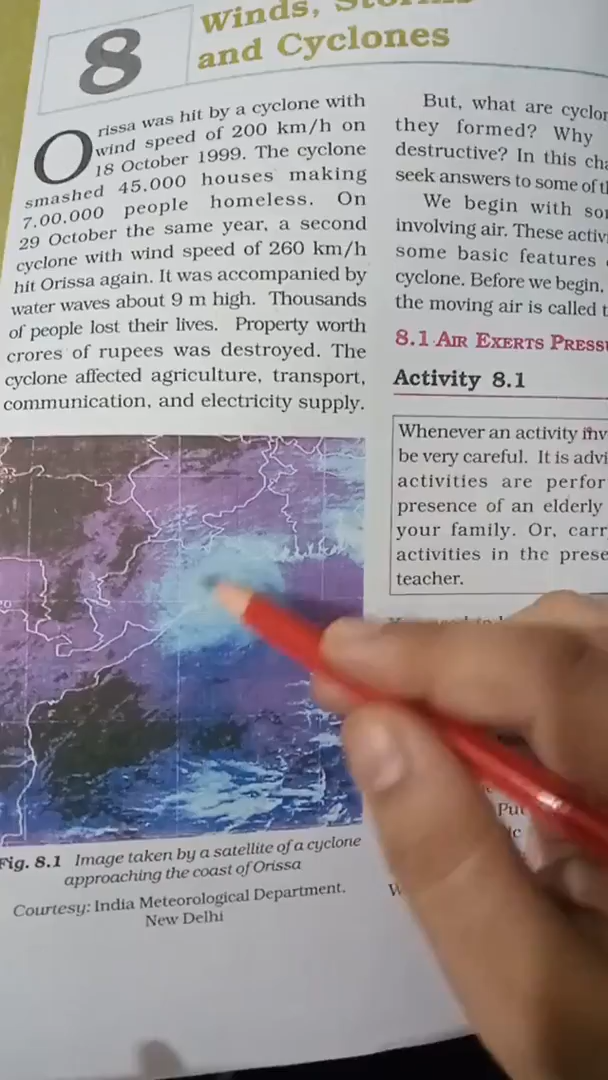 8
Winds, Storms
and Cyclones
Orissa was hit by a cyclone with
wind speed of 200 km/h on
18 October 1999. The cyclone
smashed 45,000 houses making
7,00,000 people homeless. On
29 October the same year, a second
cyclone with wind speed of 260 km/h
hit Orissa again. It was accompanied by
water waves about 9 m high. Thousands
of people lost their lives. Property worth
crores of rupees was destroyed. The
cyclone affected agriculture, transport,
communication, and electricity supply.
Fig. 8.1 Image taken by a satellite of a cyclone
approaching the coast of Orissa
Courtesy: India Meteorological Department,
New Delhi
But, what are
they formed? Why
destructive? In this
seek answers to some of
We begin with
involving air. These
some basic features
cyclone. Before we begin,
the moving air is called
8.1 AIR EXERTS
Activity 8.1
Whenever an activity
be very careful. It is
activities are
presence of an elderly
your family. Or,
activities in the
teacher.